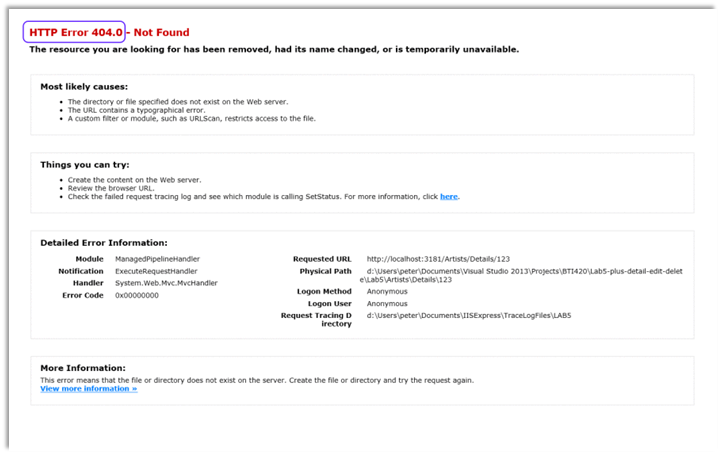 HTTP Error 404.0 - Not Found
The resource you are looking for has been removed, had its name changed, or is temporarily unavailable.
Most likely causes:
• The directory or file specified does not exist on the Web server.
• The URL contains a typographical error.
• A custom filter or module, such as URLScan, restricts access to the file.
Things you can try:
• Create the content on the Web server.
• Review the browser URL.
• Check the failed request tracing log and see which module is calling SetStatus. For more information, click here.
Detailed Error Information:
Module ManagedPipelineHandler
Notification ExecuteRequestHandler
Handler System.Web.Mvc.MvcHandler
Error Code 0x00000000
Requested URL http://localhost:3181/Artists/Details/123
Physical Path d:\Users\peter\Documents\Visual Studio 2013\Projects\BTI420\Lab5-plus-detail-edit-delet
e\Lab5\Artists\Details\123
Logon Method Anonymous
Logon User Anonymous
Request Tracing D d:\Users\peter\Documents\IISExpress\TraceLogFiles\LAB5
irectory
More Information:
This error means that the file or directory does not exist on the server. Create the file or directory and try the request again.
View more information »